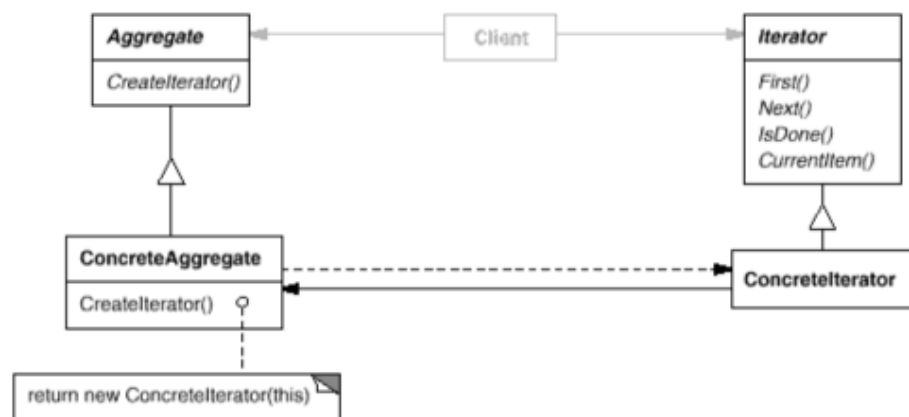 Aggregate
CreateIterator()
Client
Iterator
First()
Next()
IsDone()
CurrentItem()
ConcreteAggregate
CreateIterator()
ConcreteIterator
return new ConcreteIterator(this)